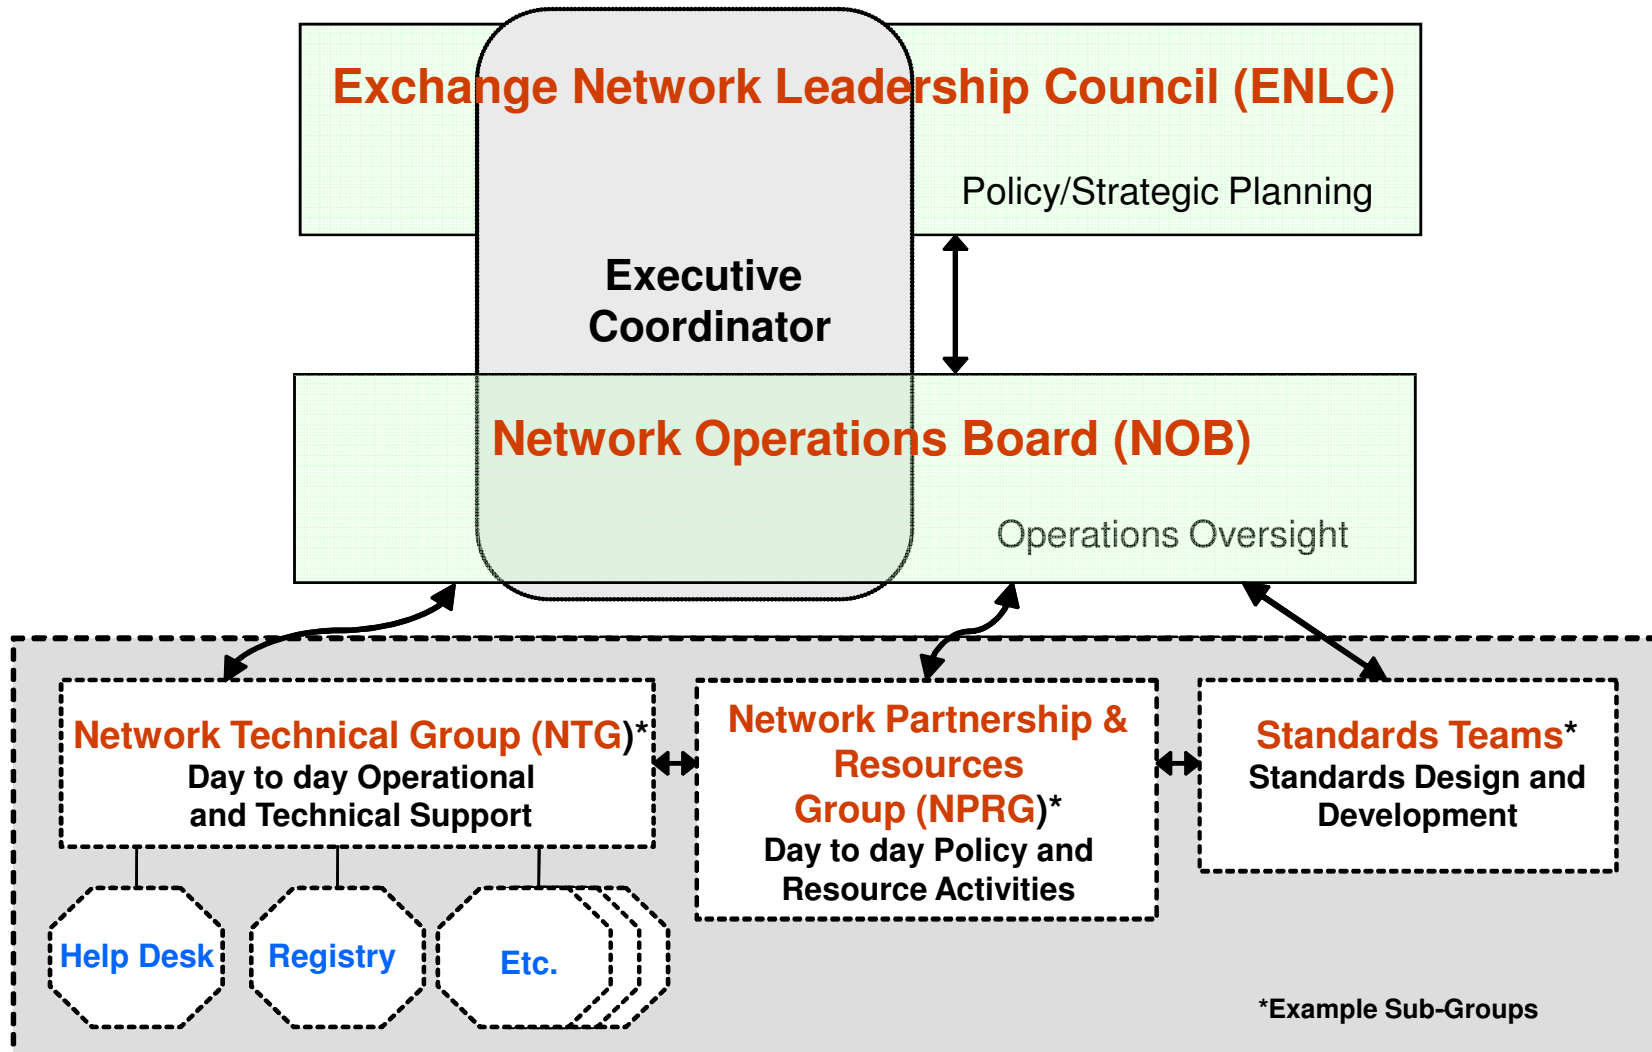 Exchange Network Leadership Council (ENLC)
Policy/Strategic Planning
Executive
Coordinator
Network Operations Board (NOB)
Operations Oversight
Network Technical Group (NTG)*
Day to day Operational
and Technical Support
Network Partnership &
Resources
Group (NPRG)*
Day to day Policy and
Resource Activities
Standards Teams*
Standards Design and
Development
Help Desk
Registry
Etc.
*Example Sub-Groups